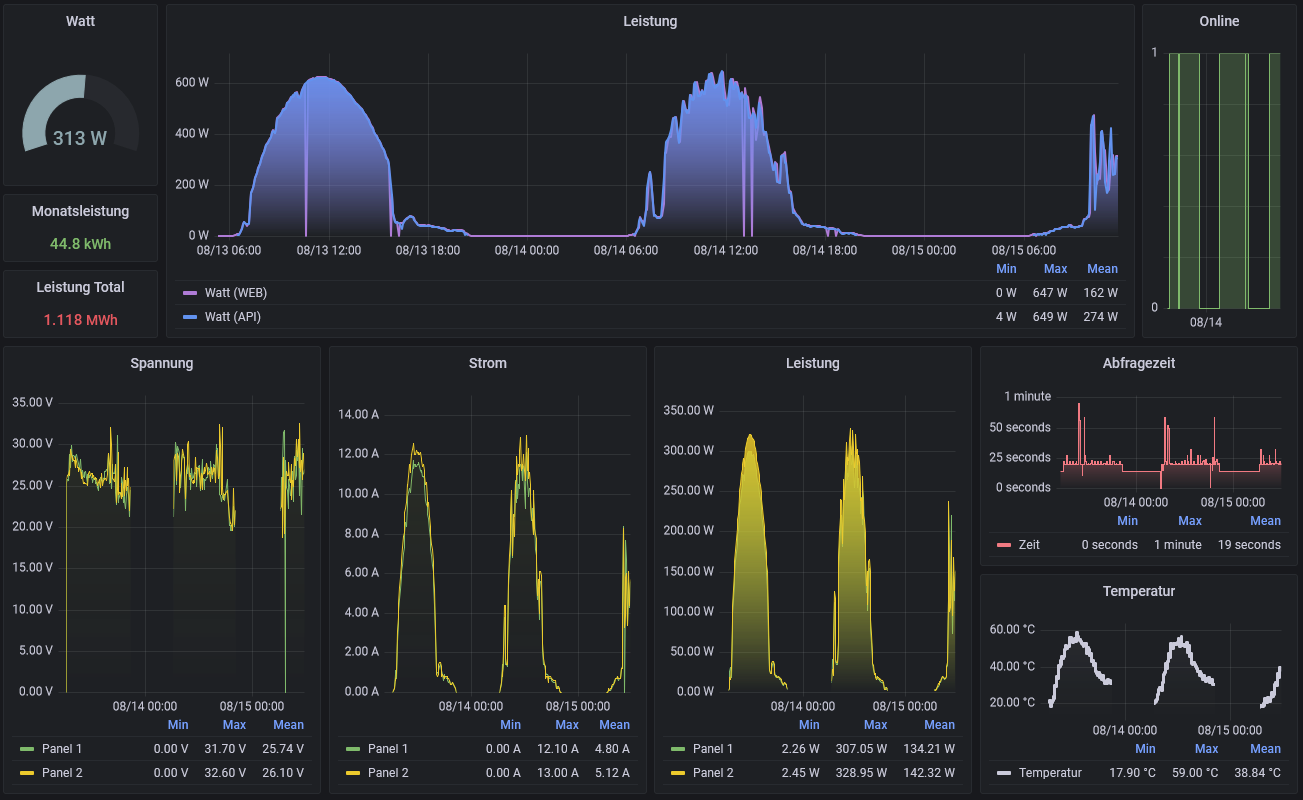 Watt
313 W
Monatsleistung
44.8 kWh
Leistung Total
1.118 MWh
Leistung
600 W
400 W
200 W
0 W
08/13 06:00 08/13 12:00 08/13 18:00 08/14 00:00 08/14 06:00 08/14 12:00 08/14 18:00 08/15 00:00 08/15 06:00
Min Max Mean
Watt (WEB) 0 W 647 W 162 W
Watt (API) 4 W 649 W 274 W
Online
1
0
08/14
Spannung
35.00 V
30.00 V
25.00 V
20.00 V
15.00 V
10.00 V
5.00 V
0.00 V
08/14 00:00 08/15 00:00
Min Max Mean
Panel 1 0.00 V 31.70 V 25.74 V
Panel 2 0.00 V 32.60 V 26.10 V
Strom
14.00 A
12.00 A
10.00 A
8.00 A
6.00 A
4.00 A
2.00 A
0.00 A
08/14 00:00 08/15 00:00
Min Max Mean
Panel 1 0.00 A 12.10 A 4.80 A
Panel 2 0.00 A 13.00 A 5.12 A
Leistung
350.00 W
300.00 W
250.00 W
200.00 W
150.00 W
100.00 W
50.00 W
0.00 W
08/14 00:00 08/15 00:00
Min Max Mean
Panel 1 2.26 W 307.05 W 134.21 W
Panel 2 2.45 W 328.95 W 142.32 W
Abfragezeit
1 minute
50 seconds
25 seconds
0 seconds
08/14 00:00 08/15 00:00
Min Max Mean
Zeit 0 seconds 1 minute 19 seconds
Temperatur
60.00 °C
40.00 °C
20.00 °C
08/14 00:00 08/15 00:00
Min Max Mean
Temperatur 17.90 °C 59.00 °C 38.84 °C